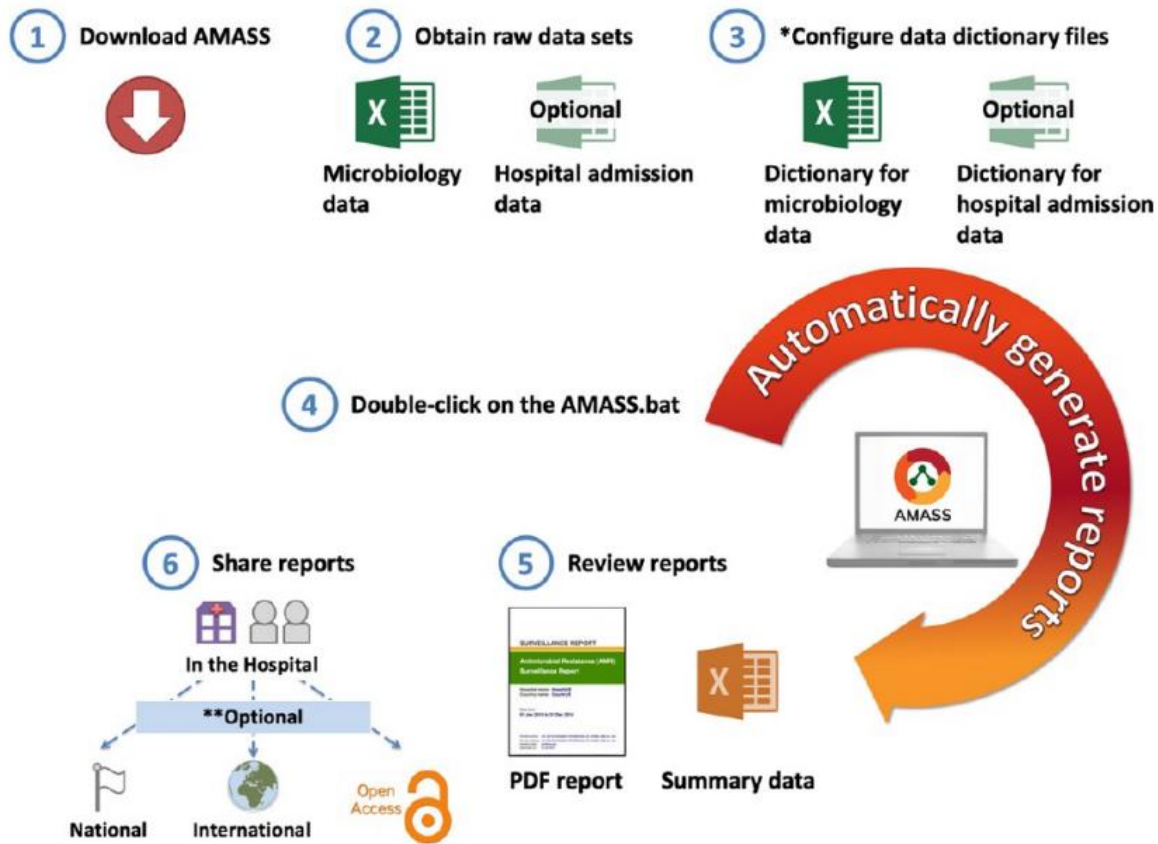 1 Download AMASS
2 Obtain raw data sets
3 *Configure data dictionary files
X
Optional
X
Optional
Microbiology
data
Hospital admission
data
Dictionary for
microbiology
data
Dictionary for
hospital admission
data
Automatically generate reports
4 Double-click on the AMASS.bat
AMASS
6 Share reports
5 Review reports
In the Hospital
**Optional
National
International
Open
Access
SURVEILLANCE REPORT
Antimicrobial Resistance (AMR)
Surveillance Report
X
PDF report
Summary data